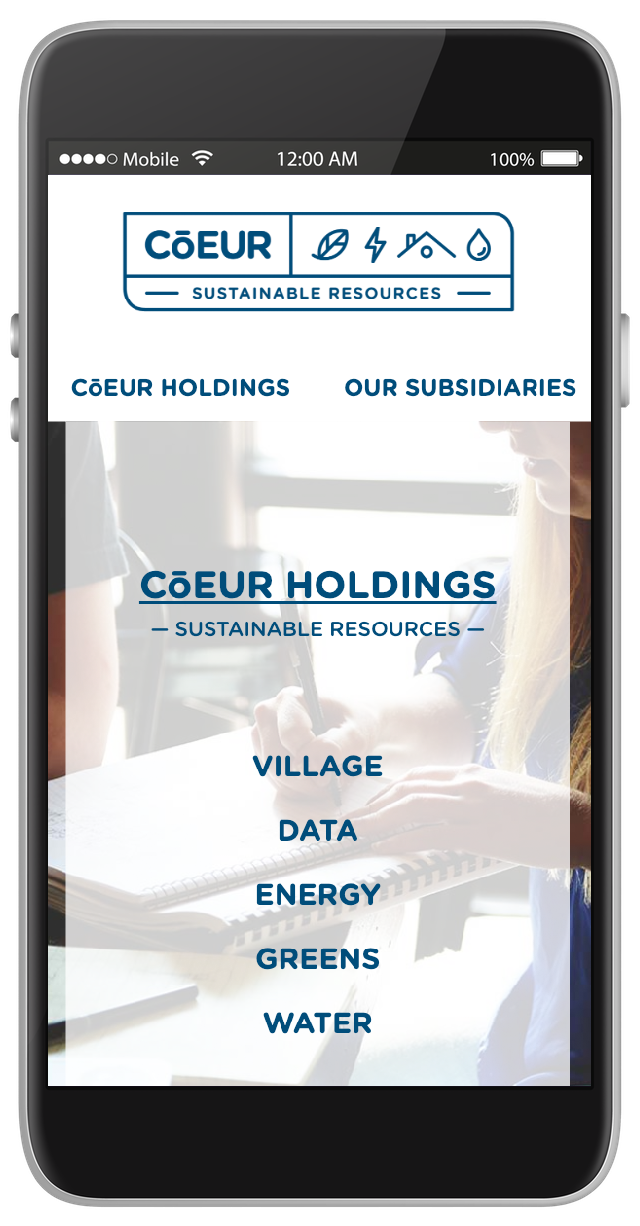 Mobile 12:00 AM 100%
CōEUR
SUSTAINABLE RESOURCES
CōEUR HOLDINGS OUR SUBSIDIARIES
CōEUR HOLDINGS
— SUSTAINABLE RESOURCES —
VILLAGE
DATA
ENERGY
GREENS
WATER